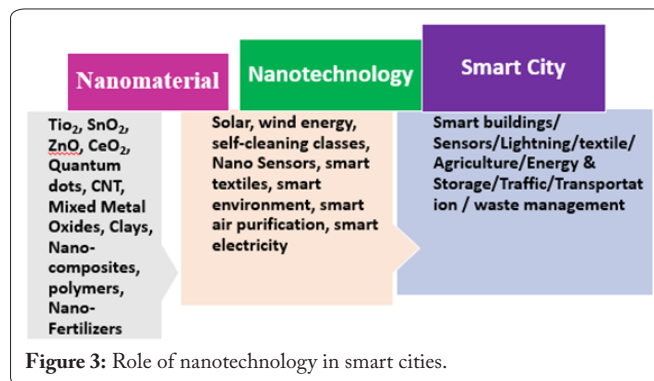 Nanomaterial
Tio₂, SnO₂,
ZnO, CeO₂,
Quantum
dots, CNT,
Mixed Metal
Oxides, Clays,
Nano-
composites,
polymers,
Nano-
Fertilizers
Nanotechnology
Solar, wind energy,
self-cleaning classes,
Nano Sensors, smart
textiles, smart
environment, smart
air purification, smart
electricity
Smart City
Smart buildings/
Sensors/Lightning/textile/
Agriculture/Energy &
Storage/Traffic/Transportat
ion / waste management
Figure 3: Role of nanotechnology in smart cities.